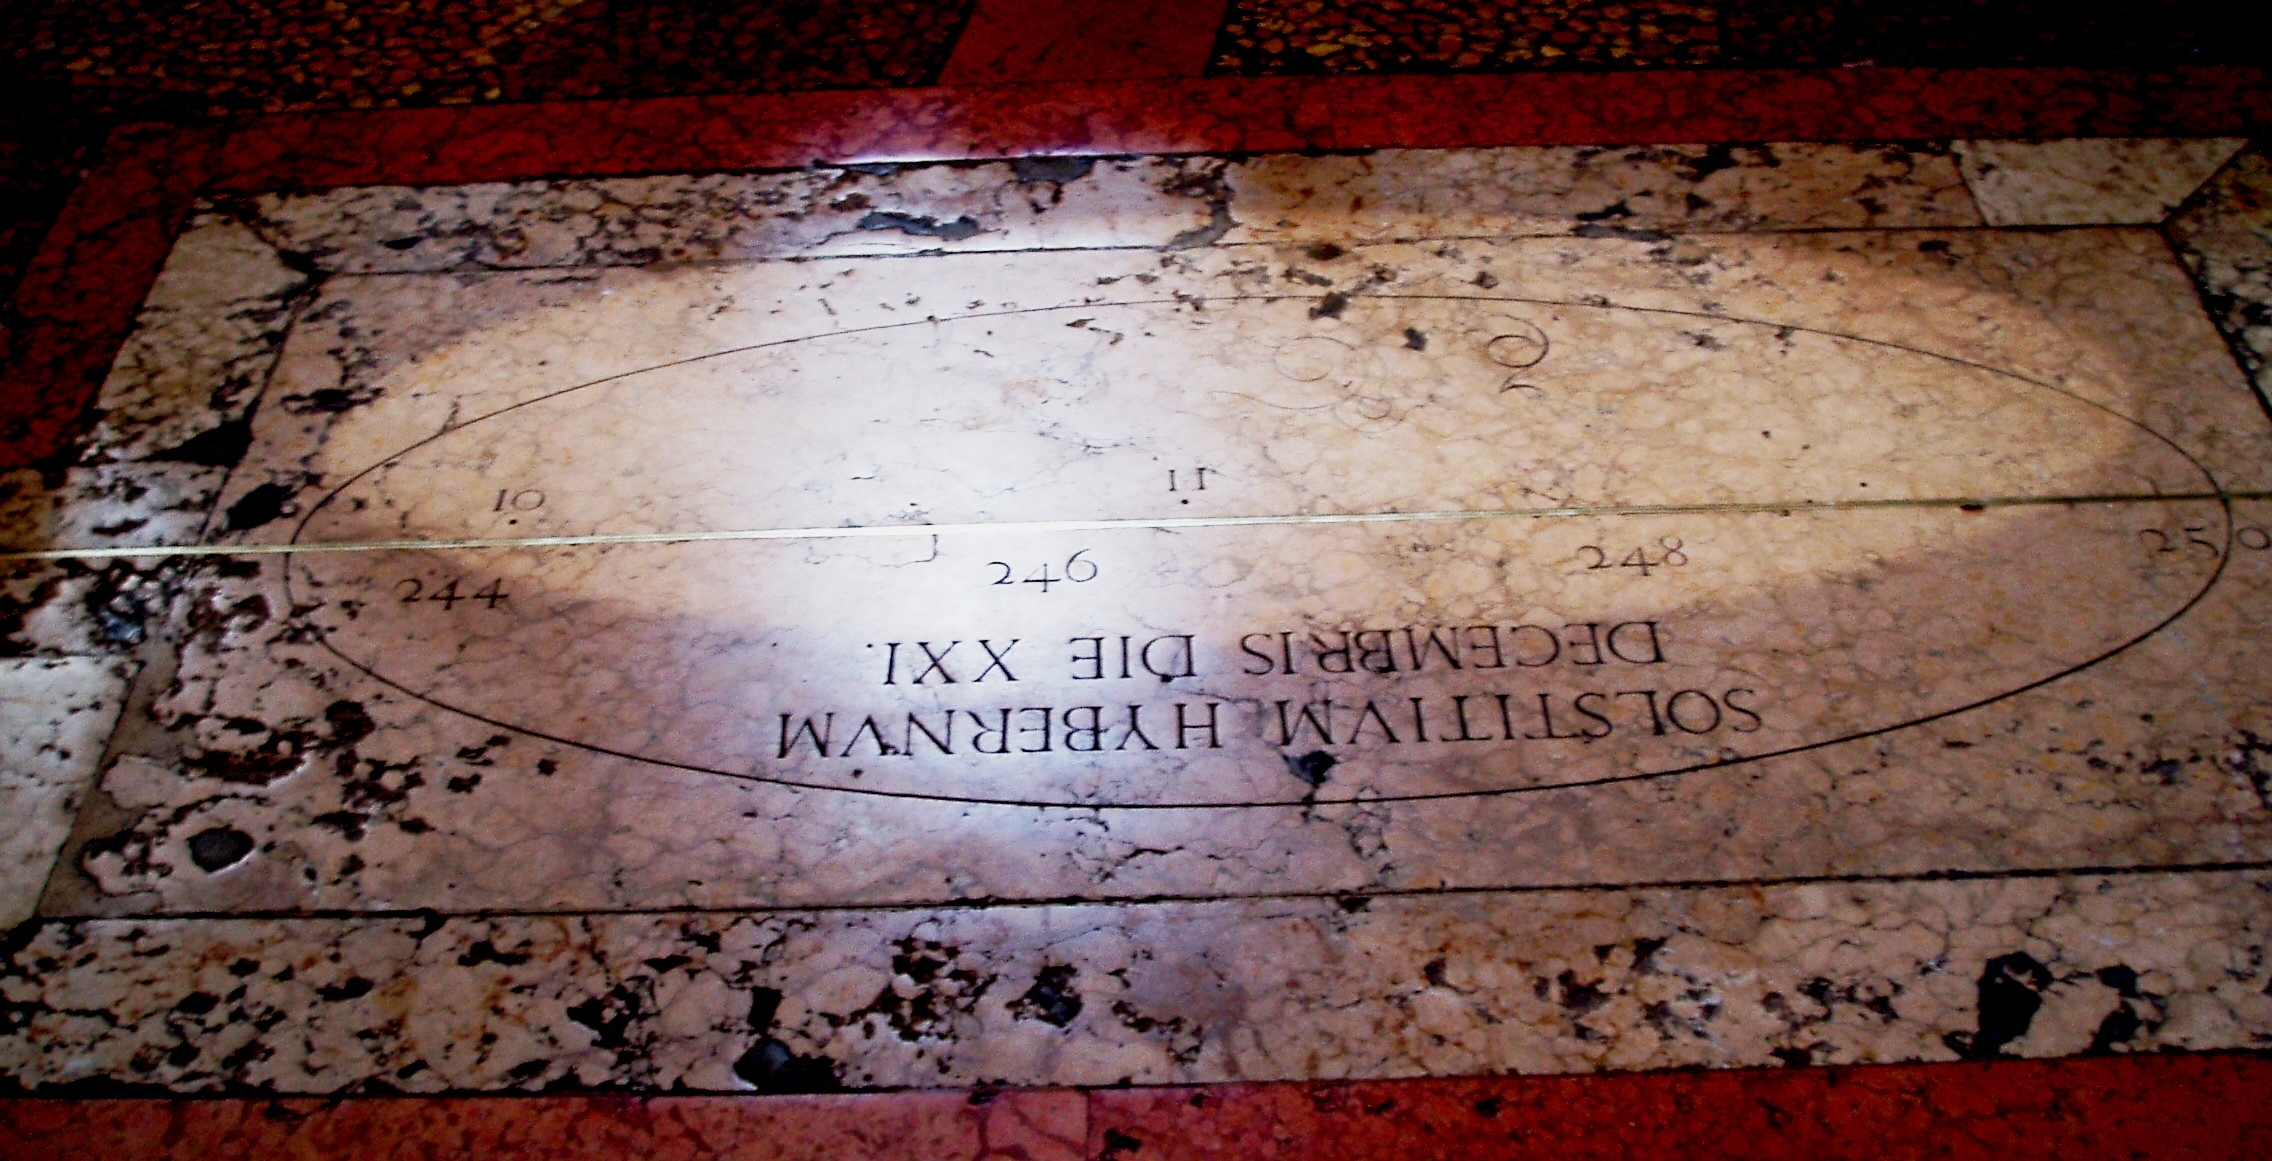 10 11
244 246 248 250
SOLSTITIVM HYBERNVM
DECEMBRIS DIE XXI.